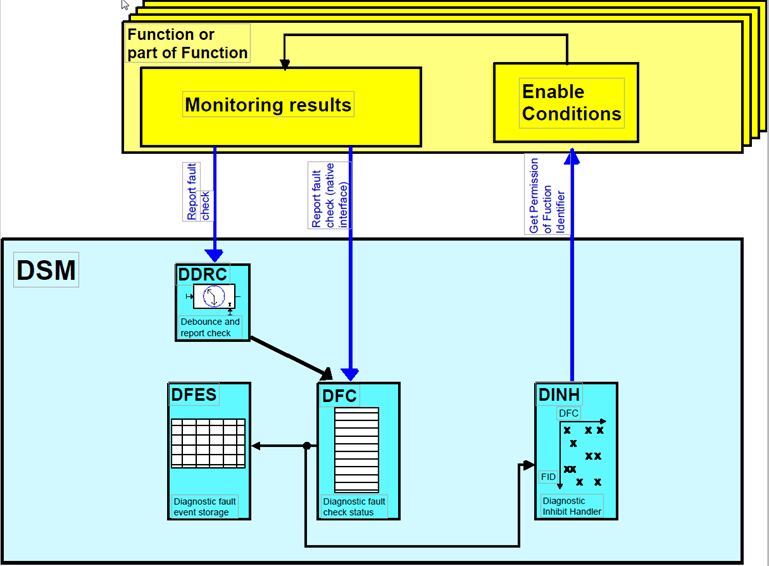 Function or
part of Function
Monitoring results
Enable
Conditions
Report fault
check
Report fault
check (native
interface)
Get Permission
of Fuction
Identifier
DSM
DDRC
Debounce and
report check
DFES
Diagnostic fault
event storage
DFC
Diagnostic fault
check status
DINH
DFC
x x x
x
x x
x x
x x
FID
Diagnostic
Inhibit Handler